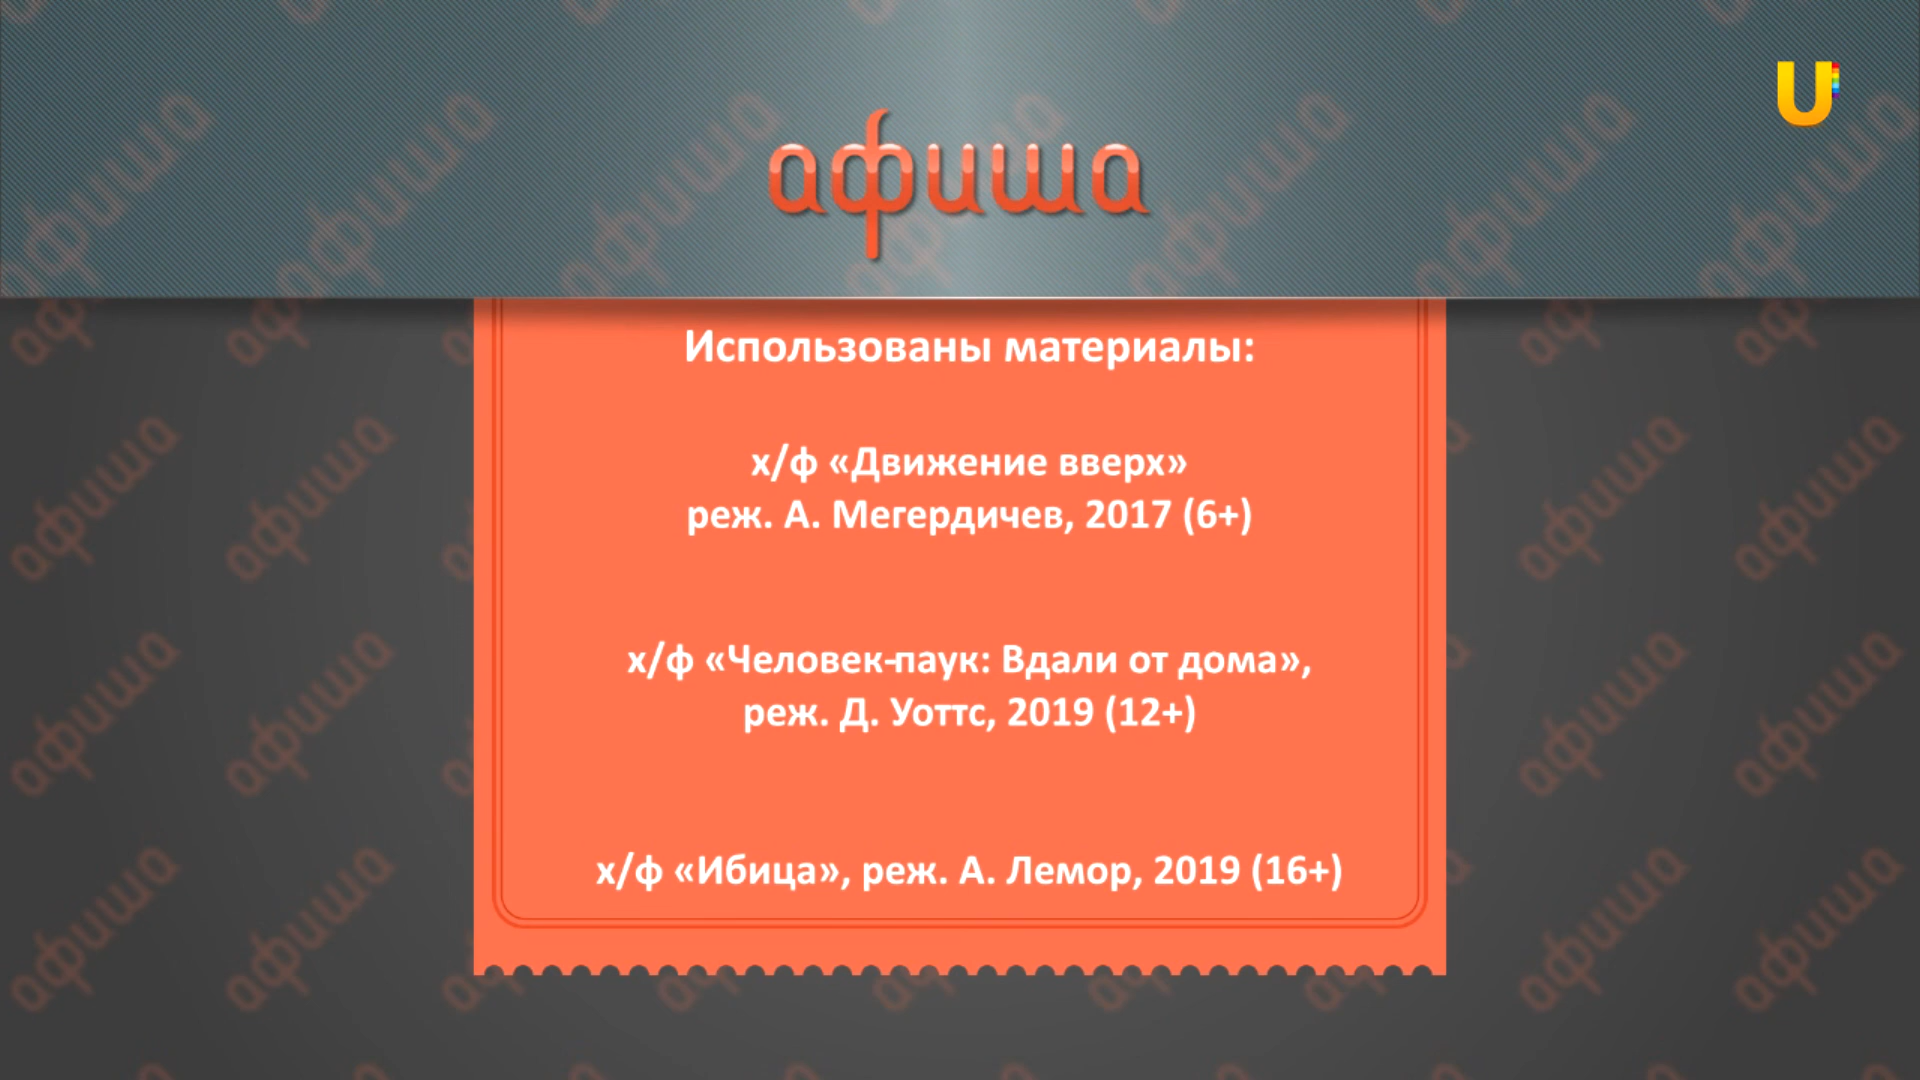 U
афиша
Использованы материалы:
х/ф «Движение вверх»
реж. А. Мегердичев, 2017 (6+)
х/ф «Человек-паук: Вдали от дома»,
реж. Д. Уоттс, 2019 (12+)
х/ф «Ибица», реж. А. Лемор, 2019 (16+)